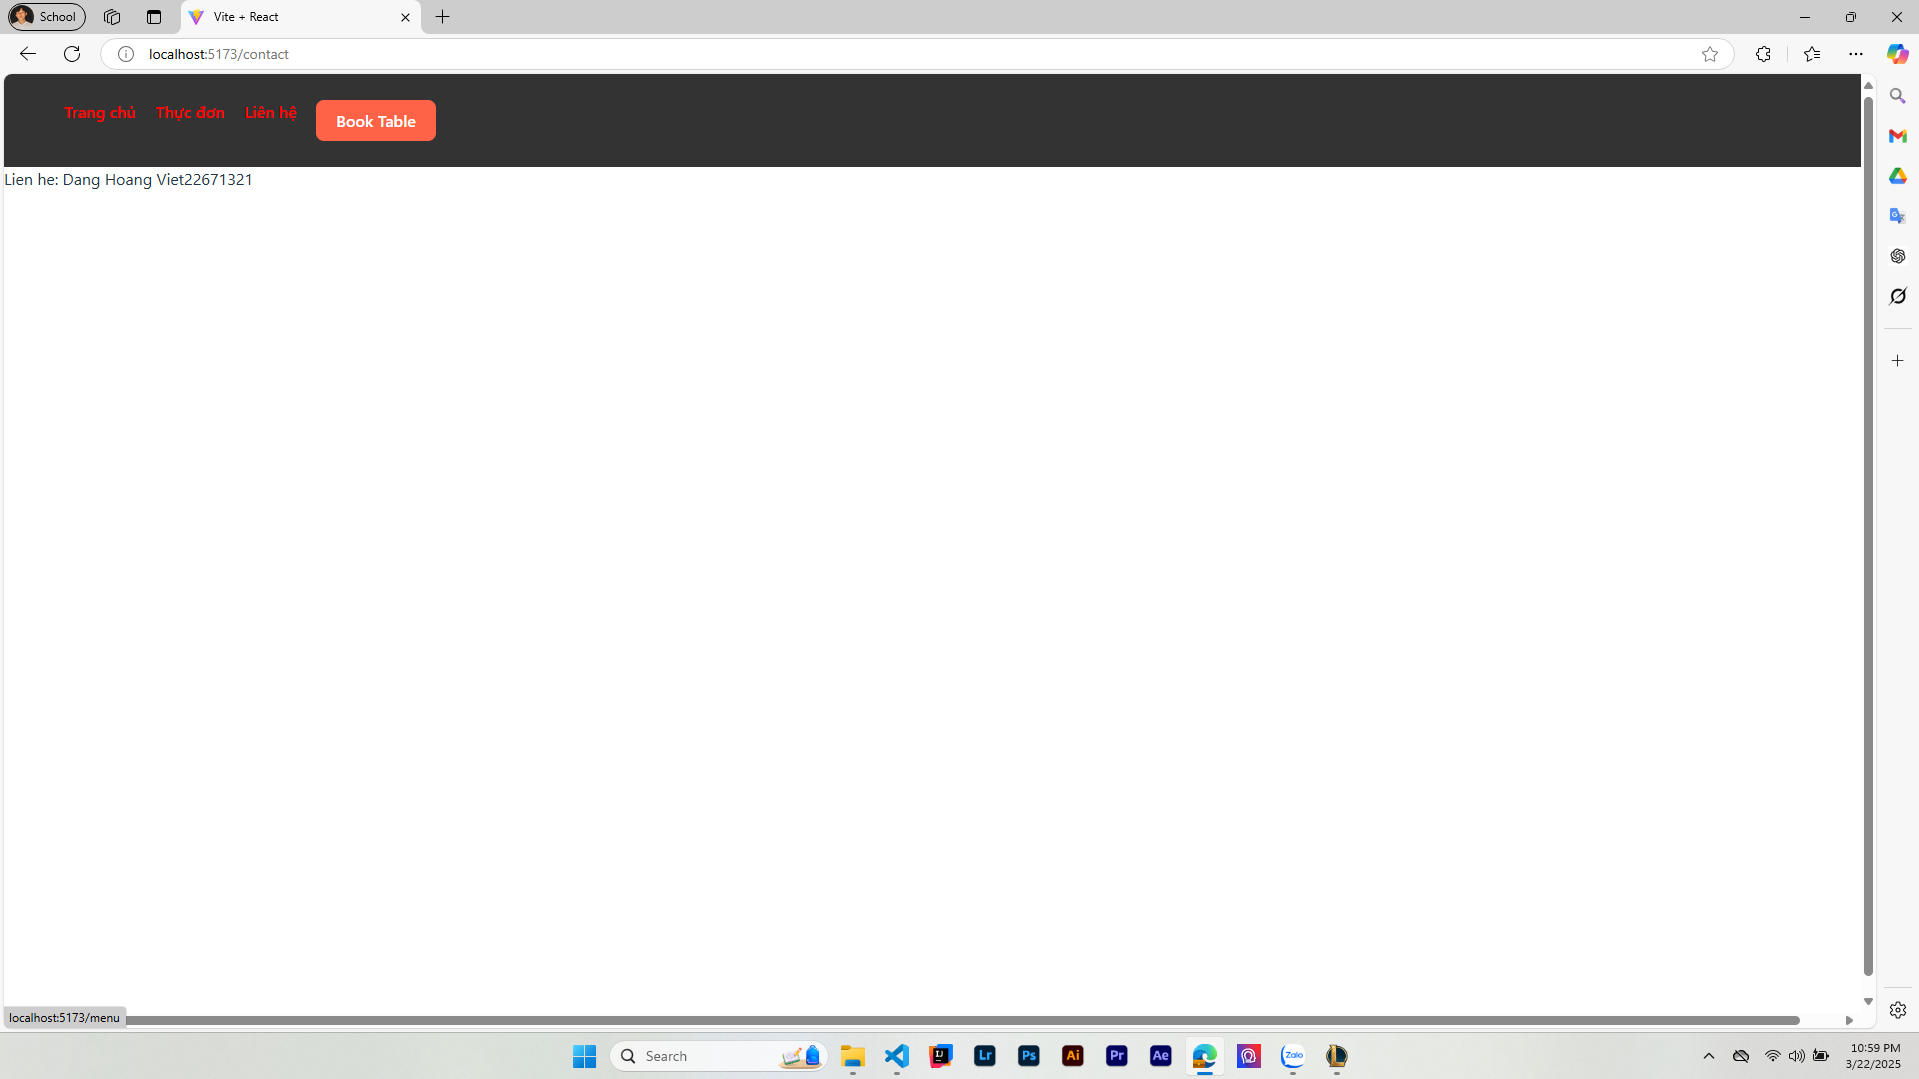 School
Vite + React
localhost:5173/contact
Trang chủ Thực đơn Liên hệ Book Table
Lien he: Dang Hoang Viet22671321
localhost:5173/menu
Search
Lr Ps Ai Pr Ae Zalo
10:59 PM
3/22/2025